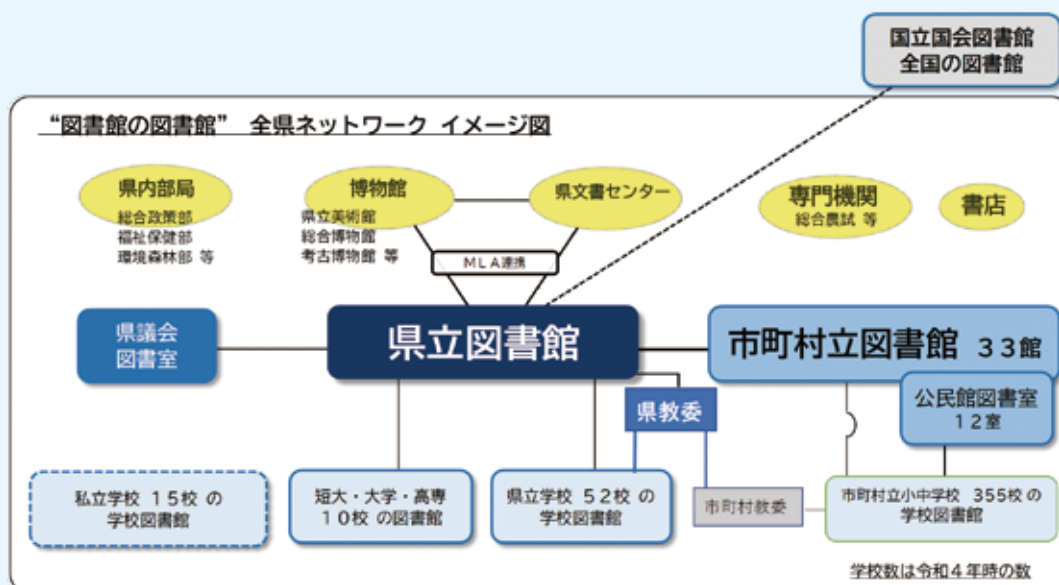 国立国会図書館
全国の図書館
“図書館の図書館” 全県ネットワーク イメージ図
県内部局
総合政策部
福祉保健部
環境森林部 等
博物館
県立美術館
総合博物館
考古博物館 等
県文書センター
専門機関
総合農試 等
書店
MLA連携
県議会
図書室
県立図書館
市町村立図書館 33館
公民館図書室
12室
県教委
市町村教委
私立学校 15校 の
学校図書館
短大・大学・高専
10校 の図書館
県立学校 52校 の
学校図書館
市町村立小中学校 355校 の
学校図書館
学校数は令和4年時の数